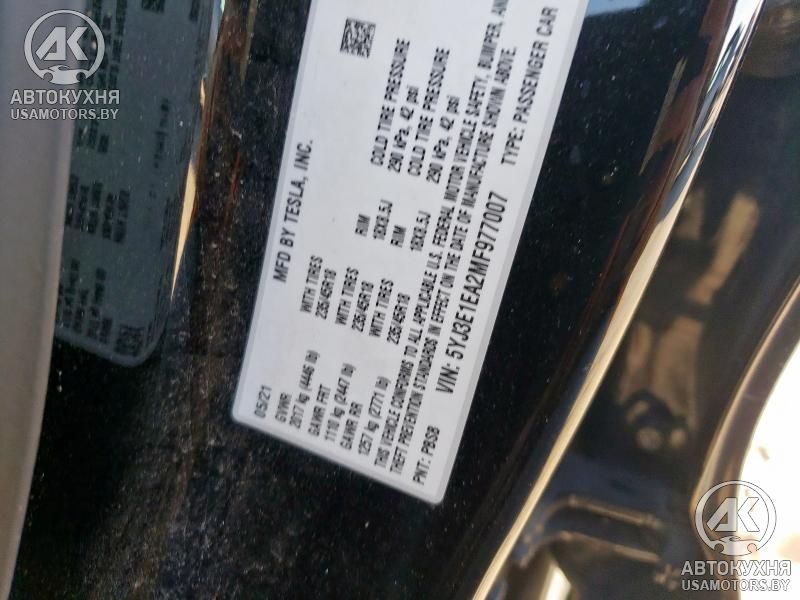 MFD BY TESLA, INC.
05/21
GVWR
2017 kg (4446 lb)
GAWR FRT
1110 kg (2447 lb)
WITH TIRES
235/45R18
RIM
18X8.5J
COLD TIRE PRESSURE
290 kPa, 42 psi
GAWR RR
1257 kg (2771 lb)
WITH TIRES
235/45R18
RIM
18X8.5J
COLD TIRE PRESSURE
290 kPa, 42 psi
THIS VEHICLE CONFORMS TO ALL APPLICABLE U.S. FEDERAL MOTOR VEHICLE SAFETY, BUMPER, AND
THEFT PREVENTION STANDARDS IN EFFECT ON THE DATE OF MANUFACTURE SHOWN ABOVE.
PNT: PBSB
VIN: 5YJ3E1EA2MF977007
TYPE: PASSENGER CAR
АК
АВТОКУХНЯ
USAMOTORS.BY
АК
АВТОКУХНЯ
USAMOTORS.BY